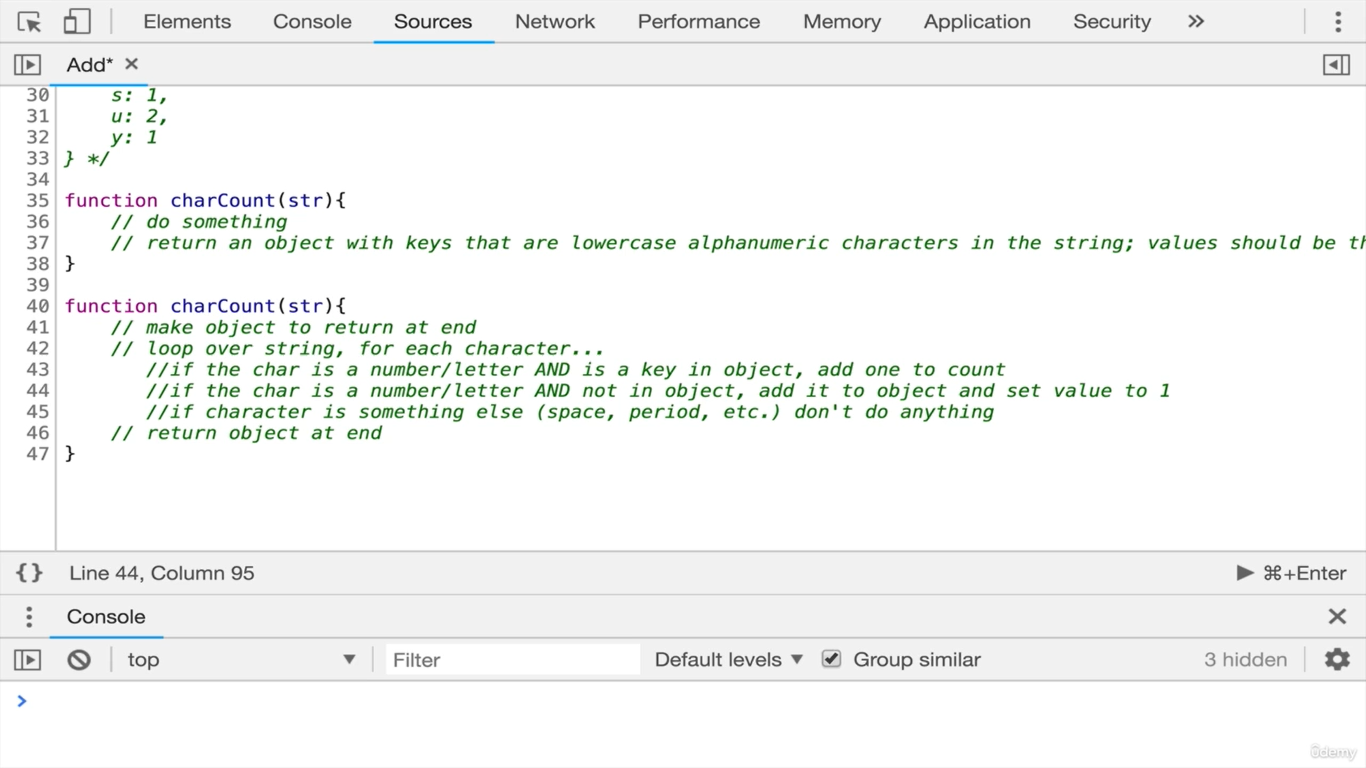 Elements Console Sources Network Performance Memory Application Security »
Add* ×
30 s: 1,
31 u: 2,
32 y: 1
33 } */
34
35 function charCount(str){
36 // do something
37 // return an object with keys that are lowercase alphanumeric characters in the string; values should be th
38 }
39
40 function charCount(str){
41 // make object to return at end
42 // loop over string, for each character...
43 //if the char is a number/letter AND is a key in object, add one to count
44 //if the char is a number/letter AND not in object, add it to object and set value to 1
45 //if character is something else (space, period, etc.) don't do anything
46 // return object at end
47 }
{} Line 44, Column 95 ⌘+Enter
Console
top Filter Default levels Group similar 3 hidden
>
ûdemy